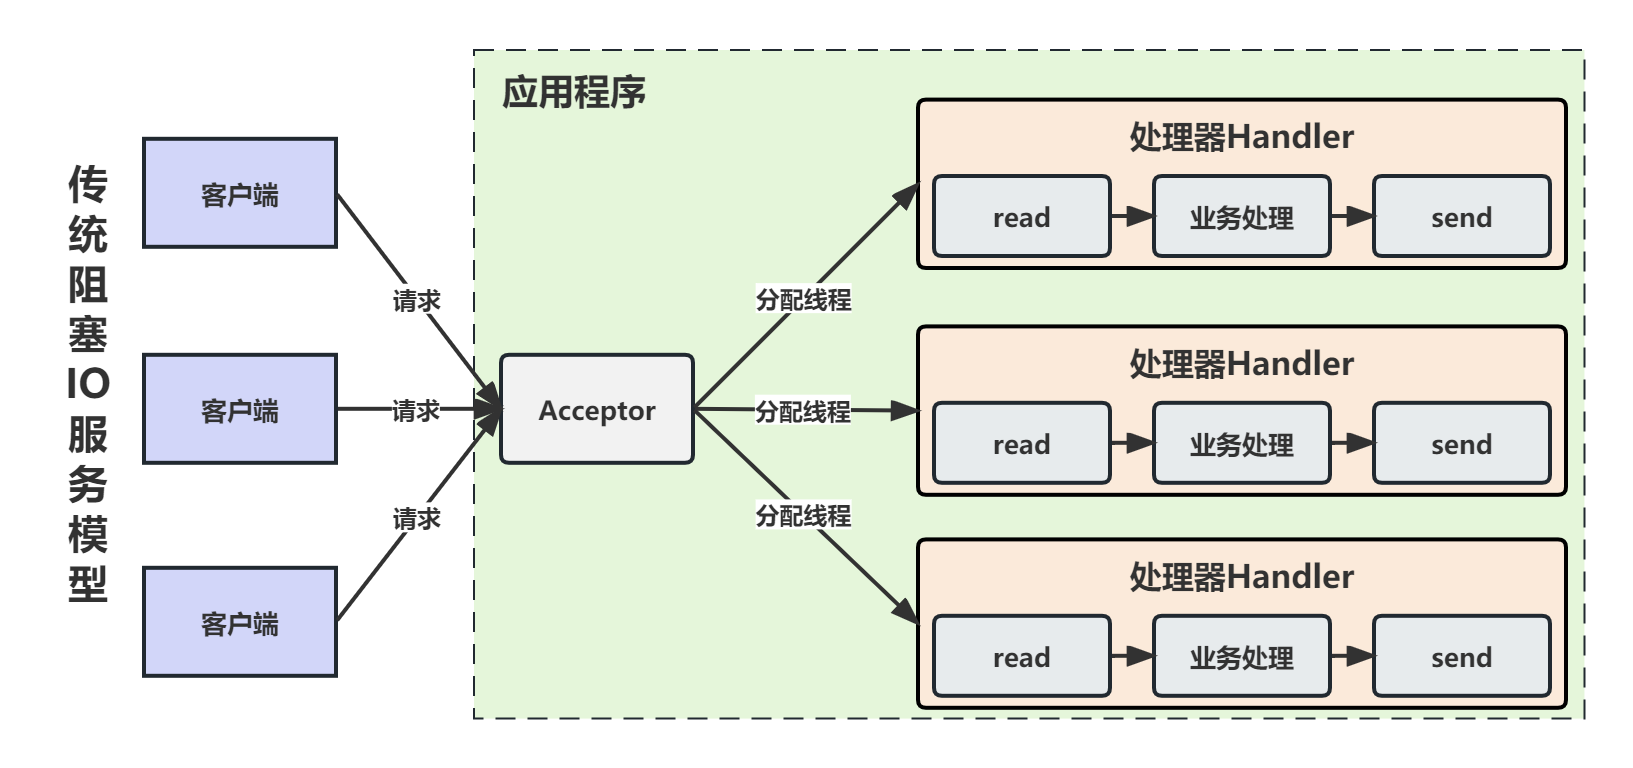 传统阻塞IO服务模型
应用程序
客户端
客户端
客户端
请求
请求
请求
Acceptor
分配线程
分配线程
分配线程
处理器Handler
read
业务处理
send
处理器Handler
read
业务处理
send
处理器Handler
read
业务处理
send